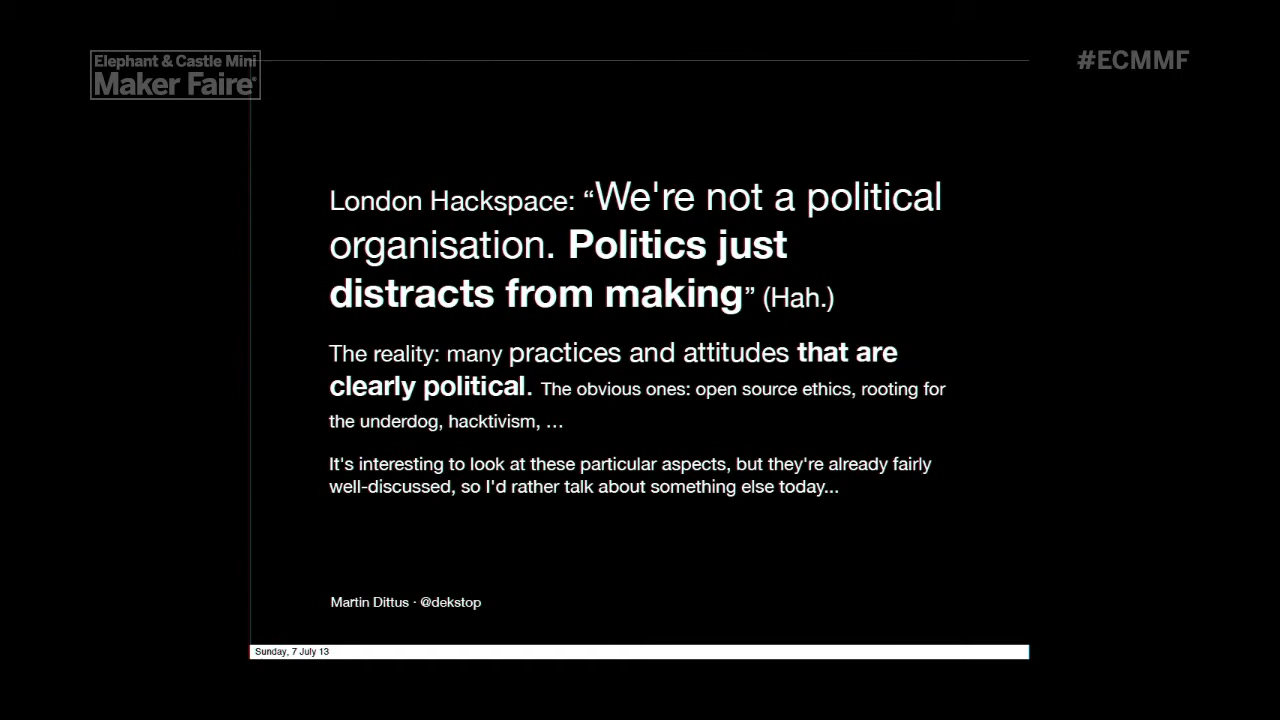 Elephant & Castle Mini
Maker Faire®
#ECMMF
London Hackspace: “We're not a political
organisation. Politics just
distracts from making” (Hah.)
The reality: many practices and attitudes that are
clearly political. The obvious ones: open source ethics, rooting for
the underdog, hacktivism, …
It's interesting to look at these particular aspects, but they're already fairly
well-discussed, so I'd rather talk about something else today...
Martin Dittus · @dekstop
Sunday, 7 July 13